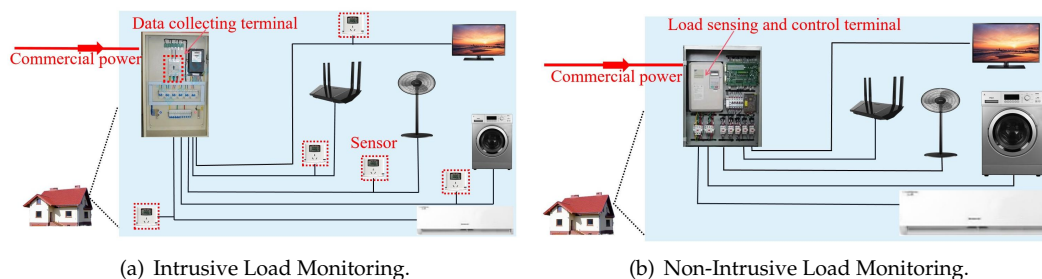 Data collecting terminal
Commercial power
Sensor
(a) Intrusive Load Monitoring.
Load sensing and control terminal
Commercial power
(b) Non-Intrusive Load Monitoring.